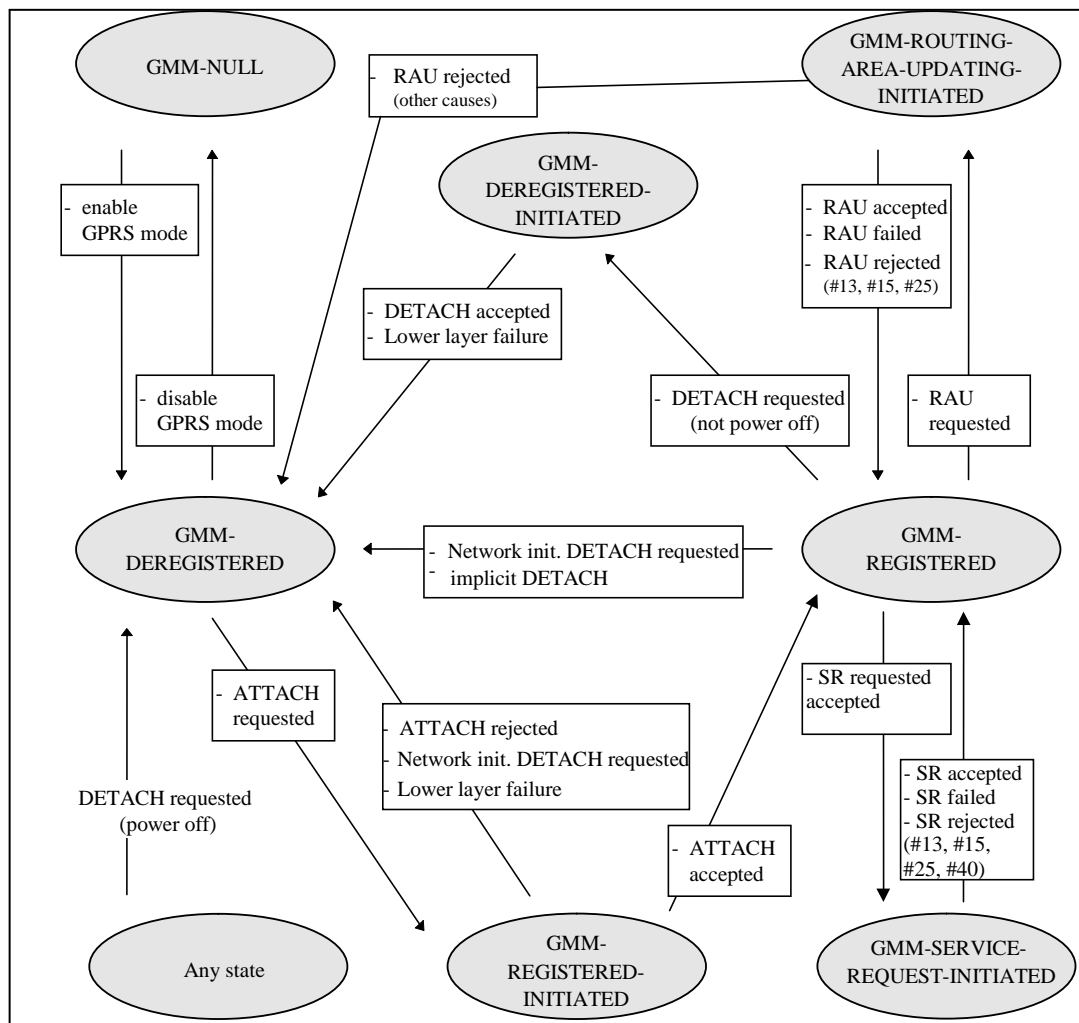 GMM-NULL
GMM-ROUTING-
AREA-UPDATING-
INITIATED
- RAU rejected
(other causes)
GMM-
DEREGISTERED-
INITIATED
- enable
GPRS mode
- RAU accepted
- RAU failed
- RAU rejected
(#13, #15, #25)
- DETACH accepted
- Lower layer failure
- disable
GPRS mode
- DETACH requested
(not power off)
- RAU
requested
GMM-
DEREGISTERED
- Network init. DETACH requested
- implicit DETACH
GMM-
REGISTERED
- ATTACH
requested
- ATTACH rejected
- Network init. DETACH requested
- Lower layer failure
- SR requested
accepted
DETACH requested
(power off)
- ATTACH
accepted
- SR accepted
- SR failed
- SR rejected
(#13, #15,
#25, #40)
Any state
GMM-
REGISTERED-
INITIATED
GMM-SERVICE-
REQUEST-INITIATED